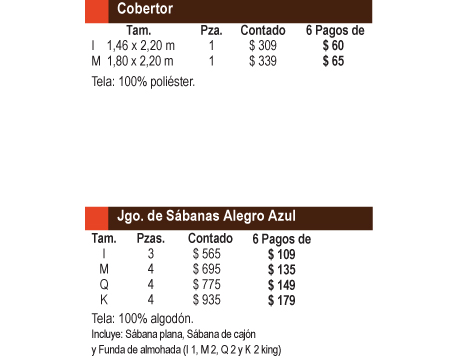 Cobertor
Tam. Pza. Contado 6 Pagos de
I 1,46 x 2,20 m 1 $ 309 $ 60
M 1,80 x 2,20 m 1 $ 339 $ 65
Tela: 100% poliéster.
Jgo. de Sábanas Alegro Azul
Tam. Pzas. Contado 6 Pagos de
I 3 $ 565 $ 109
M 4 $ 695 $ 135
Q 4 $ 775 $ 149
K 4 $ 935 $ 179
Tela: 100% algodón.
Incluye: Sábana plana, Sábana de cajón
y Funda de almohada (I 1, M 2, Q 2 y K 2 king)